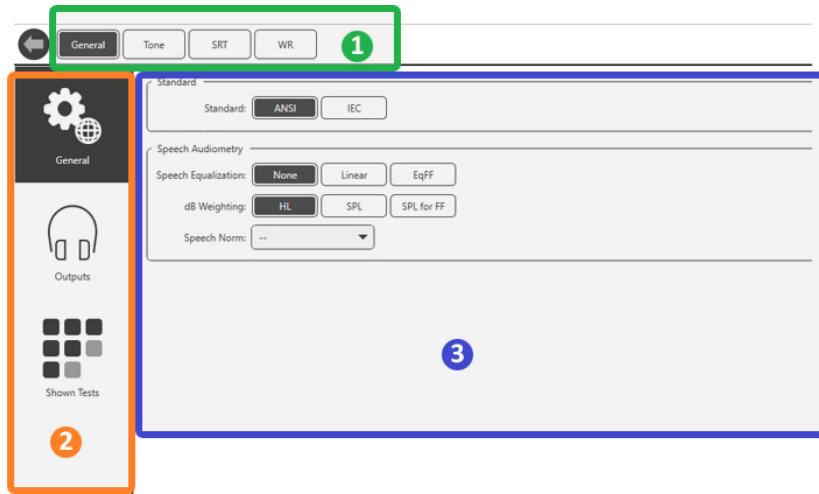 General Tone SRT WR 1
Standard
Standard: ANSI IEC
General
Speech Audiometry
Speech Equalization: None Linear EqFF
dB Weighting: HL SPL SPL for FF
Speech Norm: --
Outputs
Shown Tests
3
2